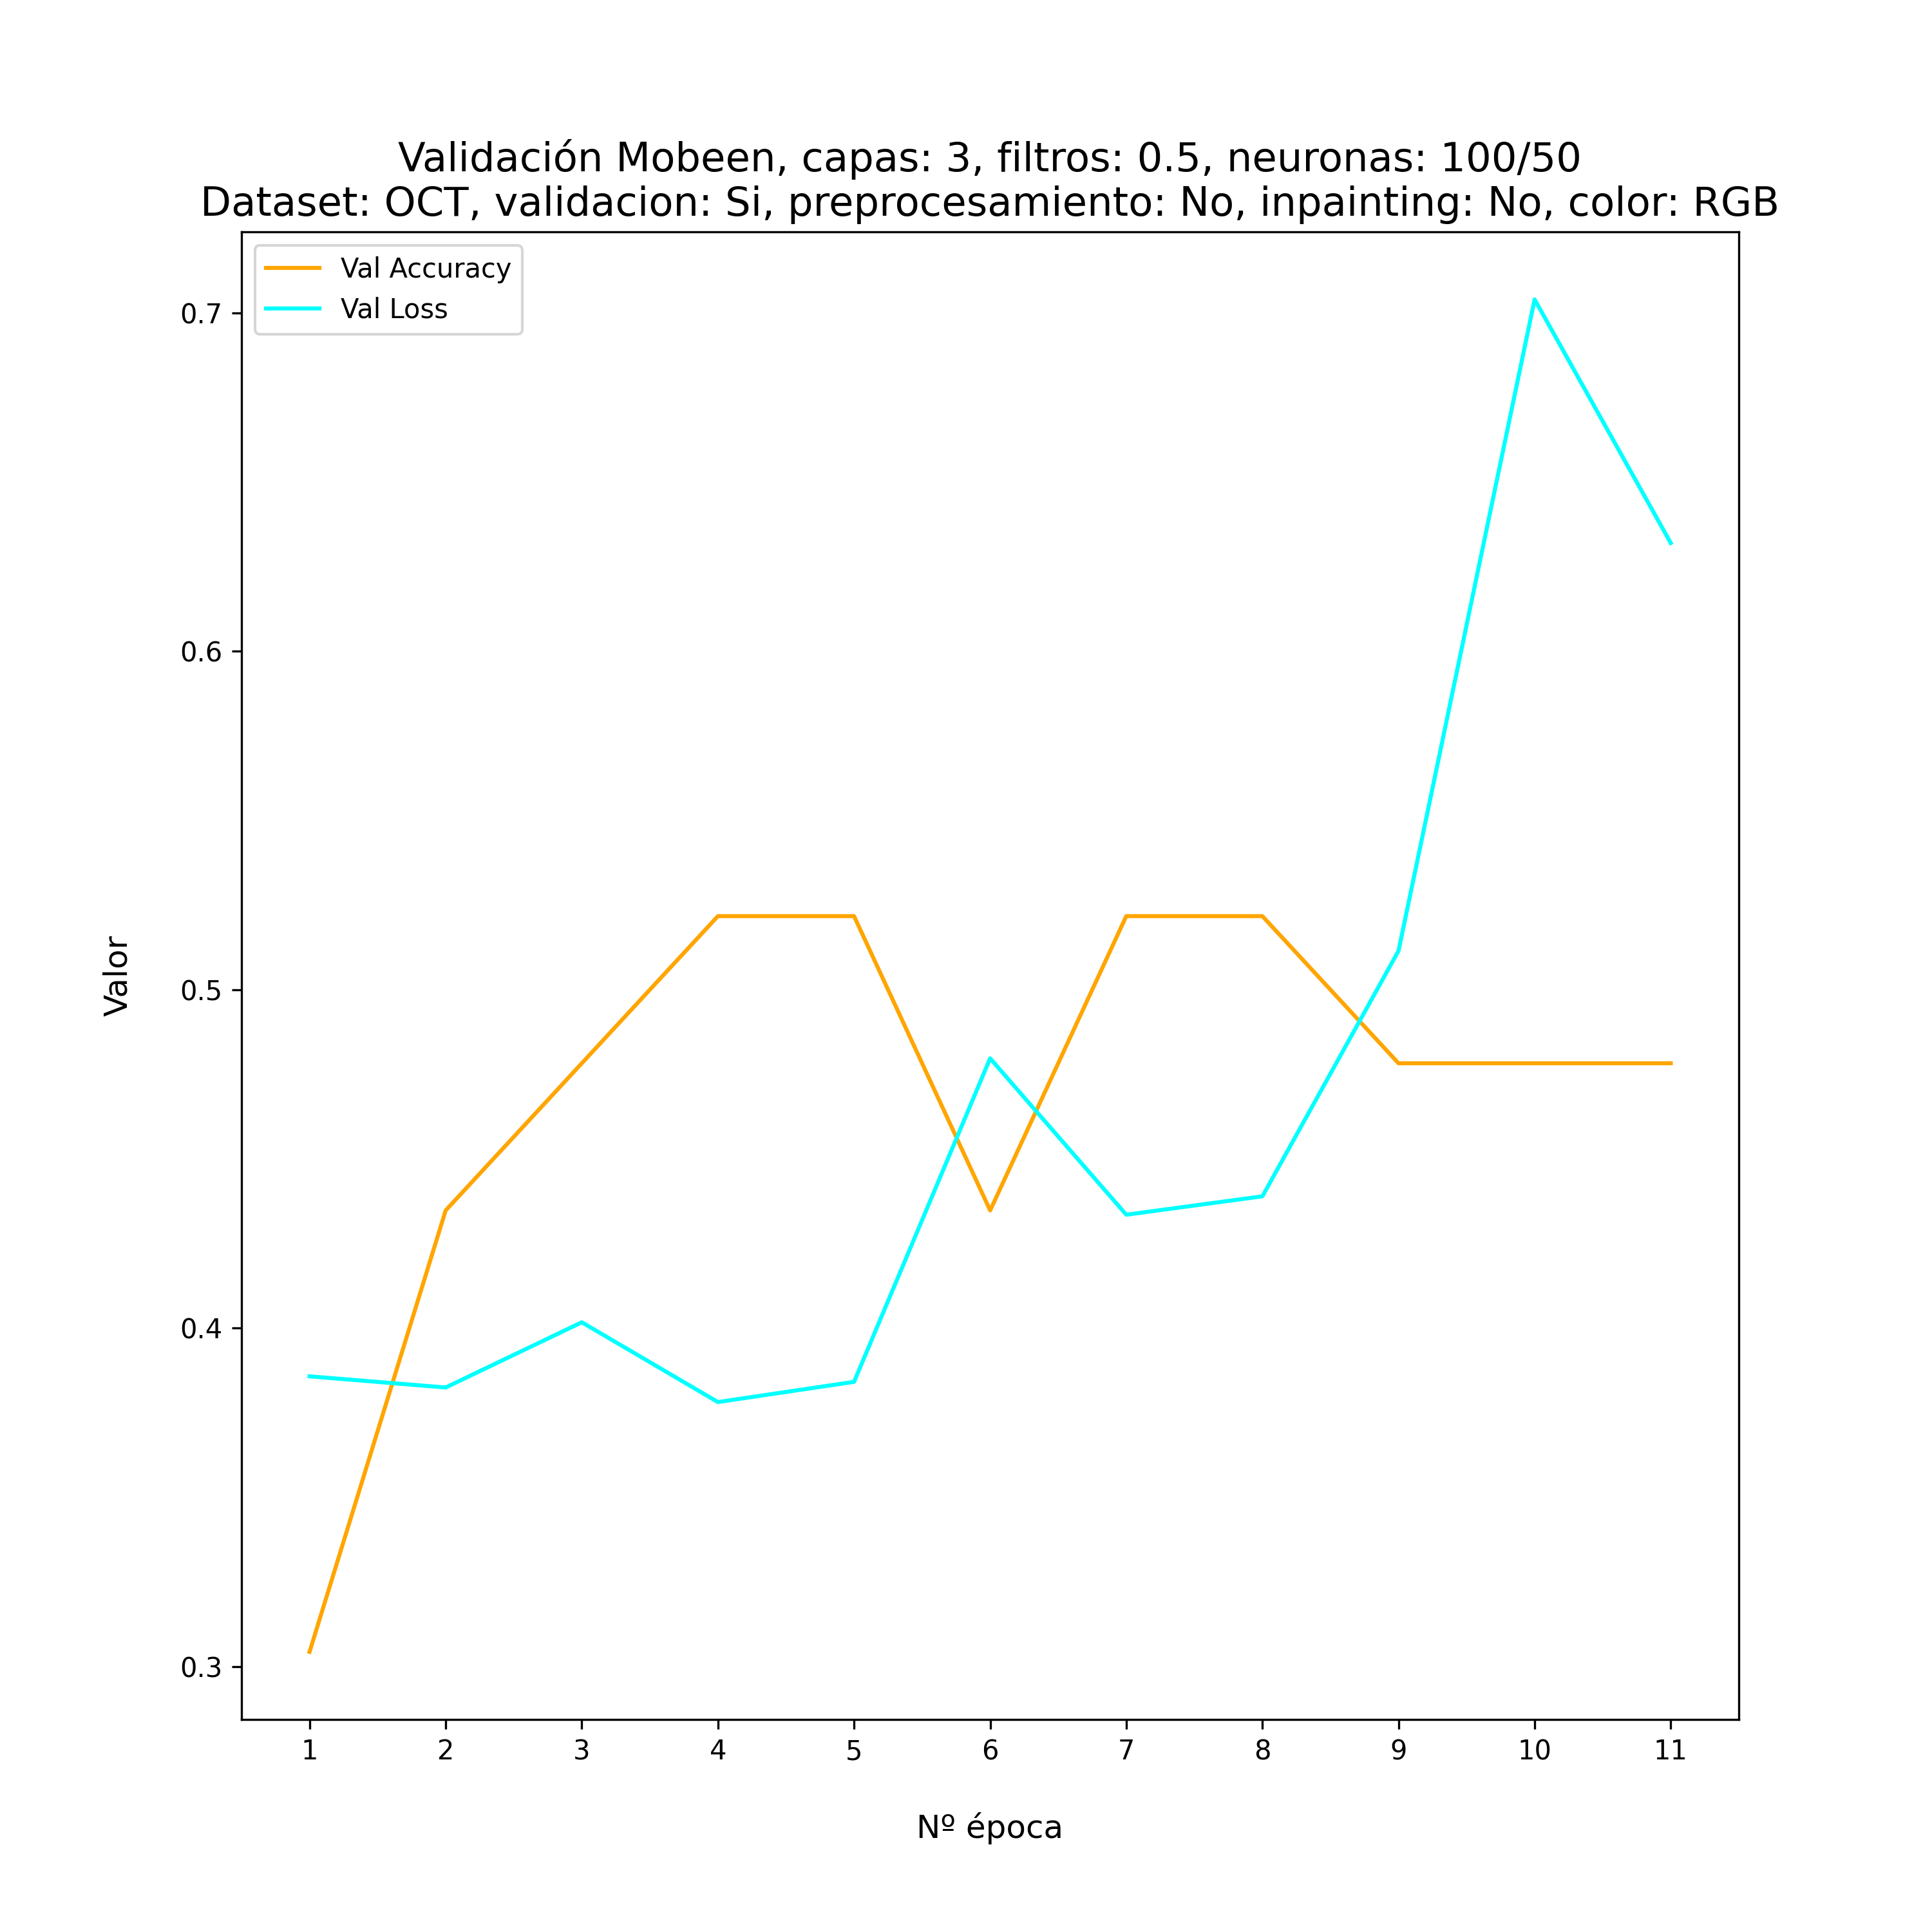 Validación Mobeen, capas: 3, filtros: 0.5, neuronas: 100/50
Dataset: OCT, validacion: Si, preprocesamiento: No, inpainting: No, color: RGB
Val Accuracy
Val Loss
0.7
0.6
0.5
0.4
0.3
Valor
1 2 3 4 5 6 7 8 9 10 11
Nº época